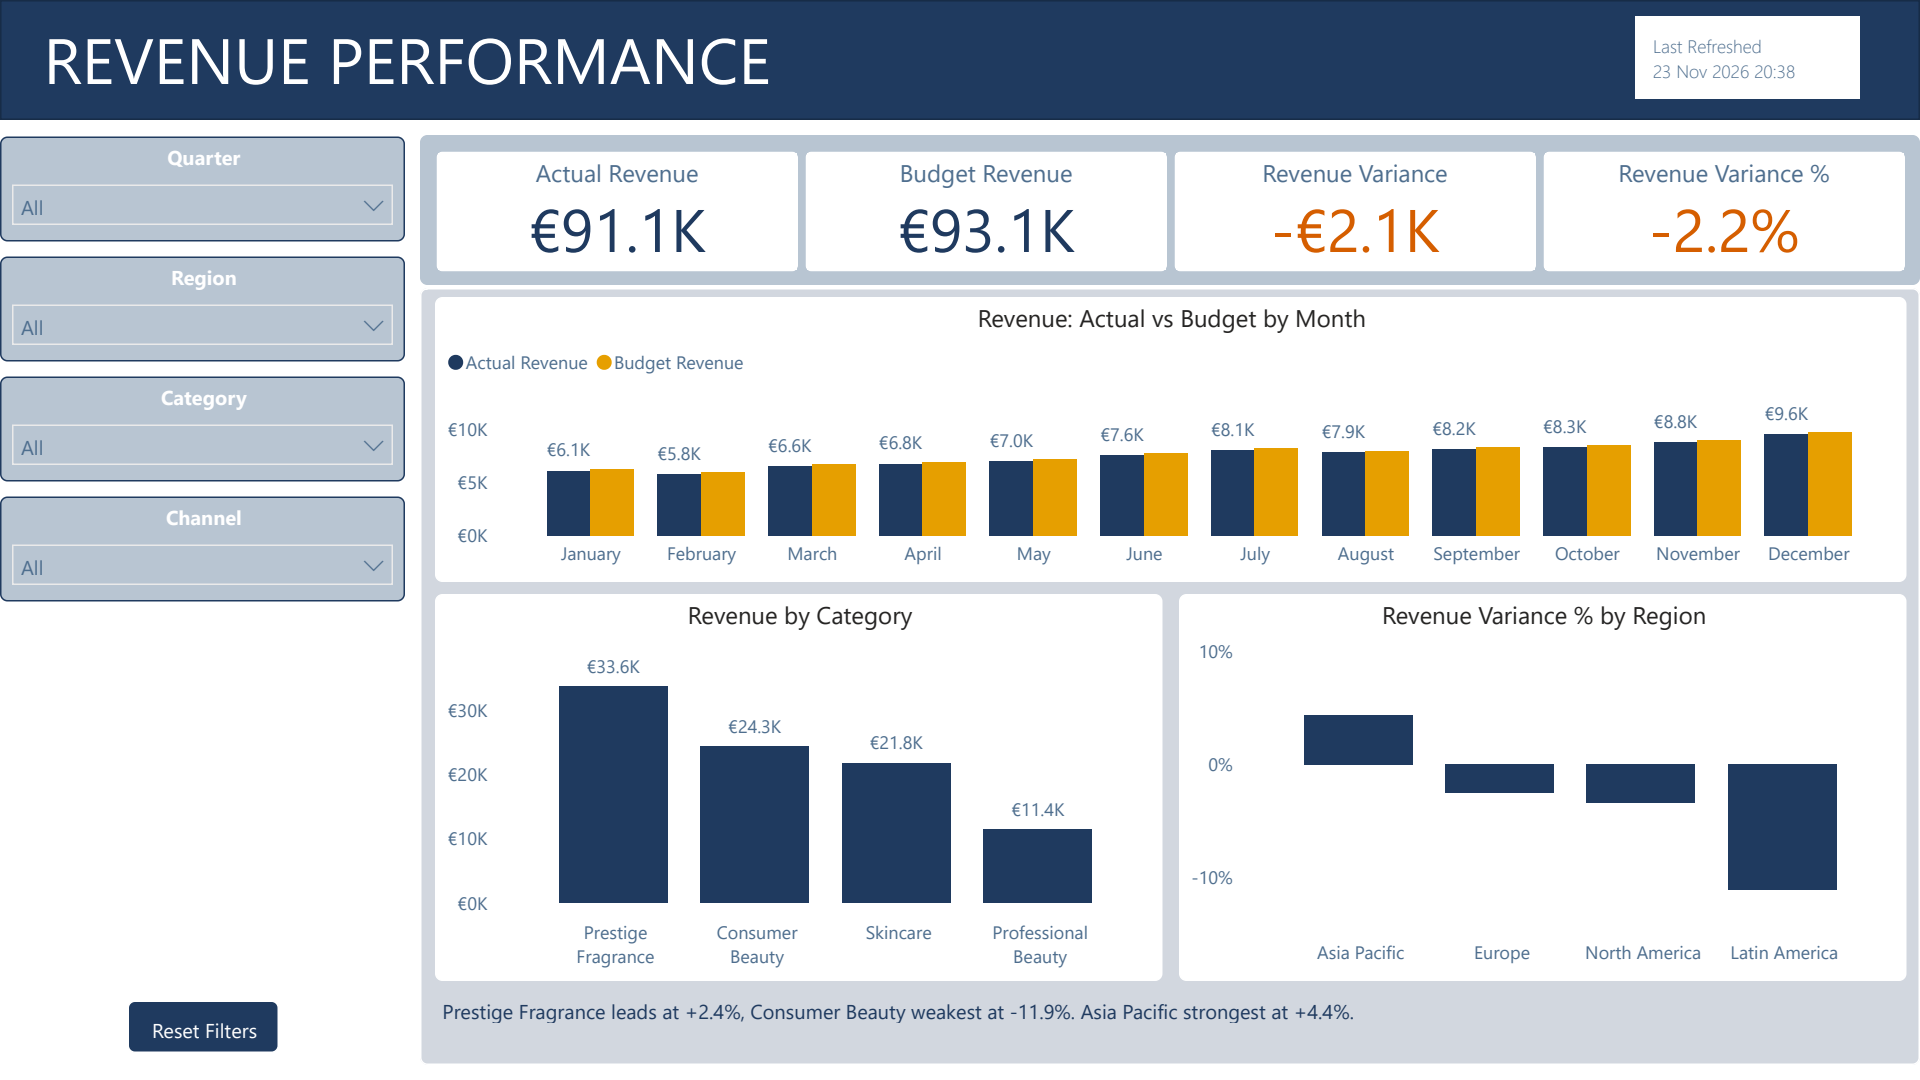 REVENUE PERFORMANCE
Last Refreshed
23 Nov 2026 20:38
Quarter
All
Region
All
Category
All
Channel
All
Reset Filters
Actual Revenue
€91.1K
Budget Revenue
€93.1K
Revenue Variance
-€2.1K
Revenue Variance %
-2.2%
Revenue: Actual vs Budget by Month
Actual Revenue Budget Revenue
€10K
€5K
€0K
€6.1K €5.8K €6.6K €6.8K €7.0K €7.6K €8.1K €7.9K €8.2K €8.3K €8.8K €9.6K
January February March April May June July August September October November December
Revenue by Category
€30K
€20K
€10K
€0K
€33.6K
€24.3K
€21.8K
€11.4K
Prestige Fragrance
Consumer Beauty
Skincare
Professional Beauty
Revenue Variance % by Region
10%
0%
-10%
Asia Pacific Europe North America Latin America
Prestige Fragrance leads at +2.4%, Consumer Beauty weakest at -11.9%. Asia Pacific strongest at +4.4%.